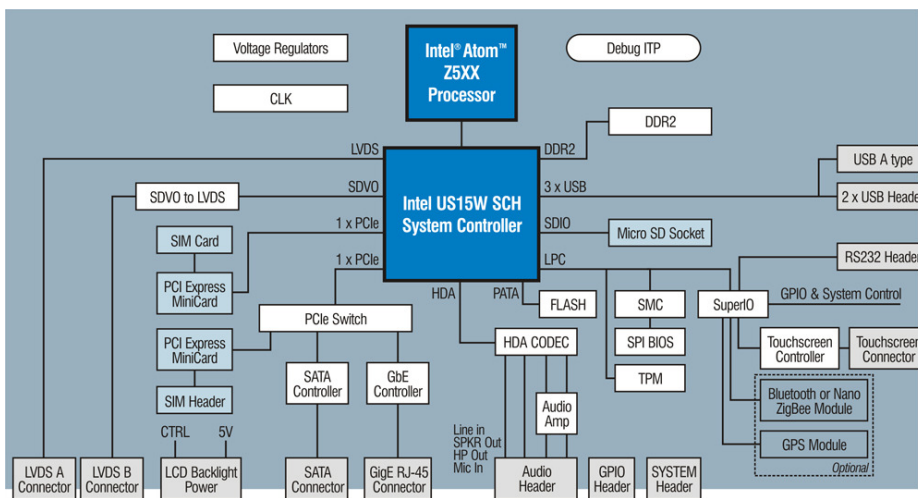 Voltage Regulators
Intel® Atom™
Z5XX
Processor
Debug ITP
CLK
DDR2
LVDS
DDR2
USB A type
SDVO to LVDS
SDVO
Intel US15W SCH
System Controller
3 x USB
2 x USB Header
SIM Card
1 x PCIe
SDIO
Micro SD Socket
1 x PCIe
LPC
RS232 Header
PCI Express
MiniCard
HDA
PATA
FLASH
SMC
SuperIO
GPIO & System Control
PCIe Switch
PCI Express
MiniCard
HDA CODEC
SPI BIOS
Touchscreen
Controller
Touchscreen
Connector
SATA
Controller
GbE
Controller
TPM
SIM Header
Audio
Amp
Bluetooth or Nano
ZigBee Module
CTRL
5V
Line in
SPKR Out
HP Out
Mic In
GPS Module
Optional
LVDS A
Connector
LVDS B
Connector
LCD Backlight
Power
SATA
Connector
GigE RJ-45
Connector
Audio
Header
GPIO
Header
SYSTEM
Header